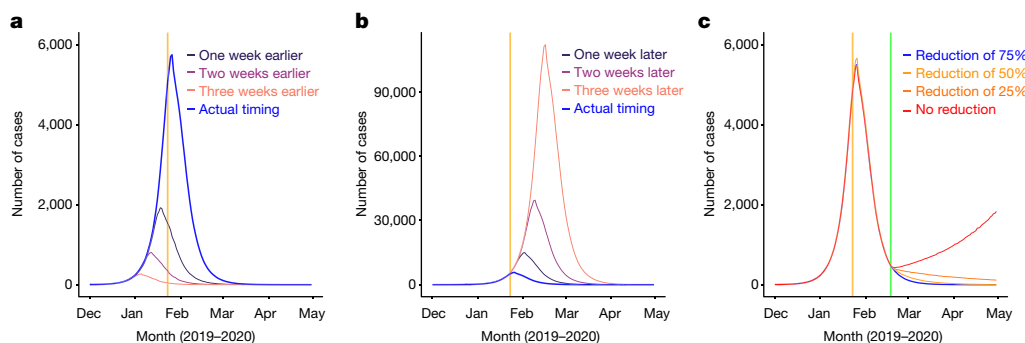 a
Number of cases
6,000
4,000
2,000
0
One week earlier
Two weeks earlier
Three weeks earlier
Actual timing
Dec Jan Feb Mar Apr May
Month (2019–2020)
b
Number of cases
90,000
60,000
30,000
0
One week later
Two weeks later
Three weeks later
Actual timing
Dec Jan Feb Mar Apr May
Month (2019–2020)
c
Number of cases
6,000
4,000
2,000
0
Reduction of 75%
Reduction of 50%
Reduction of 25%
No reduction
Dec Jan Feb Mar Apr May
Month (2019–2020)